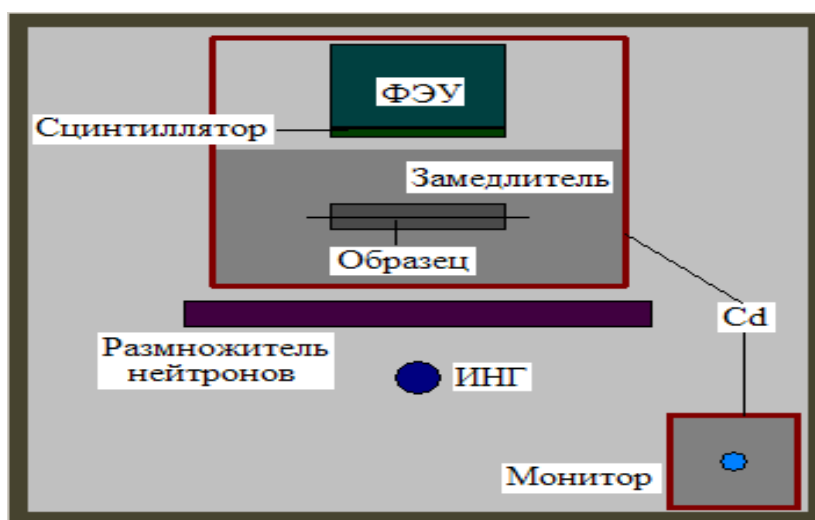 ФЭУ
Сцинтиллятор
Замедлитель
Образец
Cd
Размножитель
нейтронов
ИНГ
Монитор